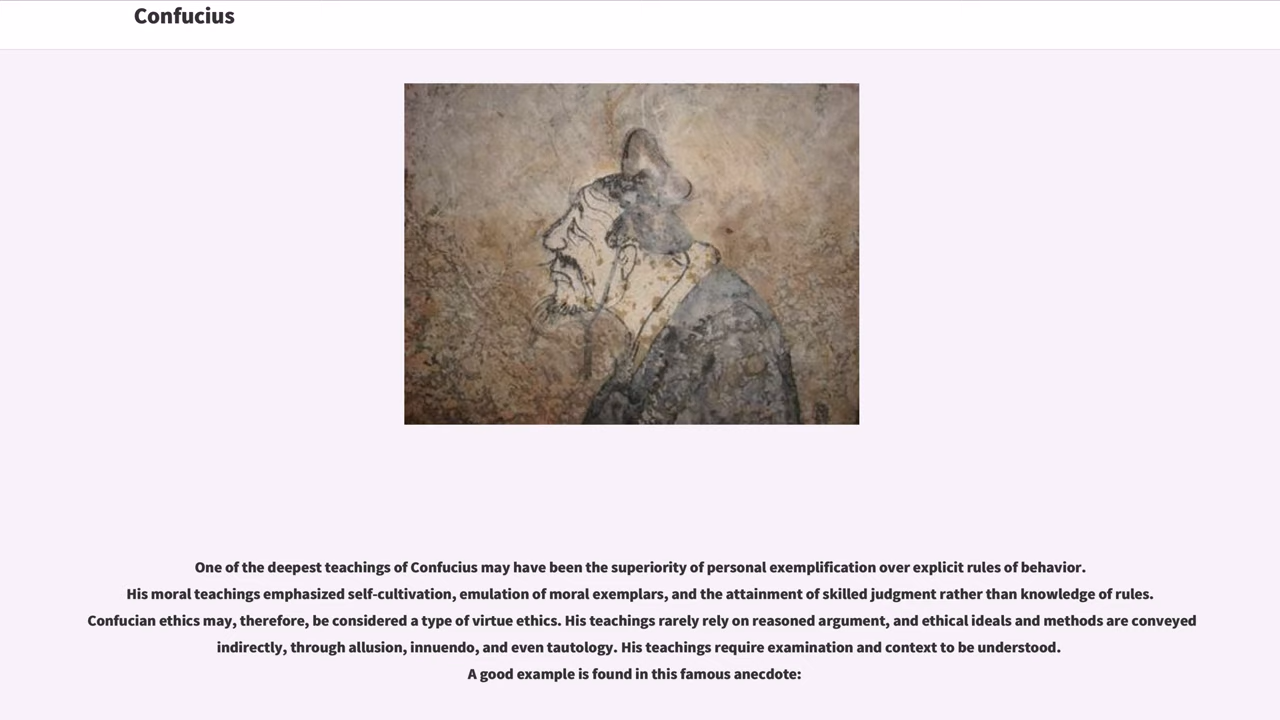 Confucius
One of the deepest teachings of Confucius may have been the superiority of personal exemplification over explicit rules of behavior.
His moral teachings emphasized self-cultivation, emulation of moral exemplars, and the attainment of skilled judgment rather than knowledge of rules.
Confucian ethics may, therefore, be considered a type of virtue ethics. His teachings rarely rely on reasoned argument, and ethical ideals and methods are conveyed
indirectly, through allusion, innuendo, and even tautology. His teachings require examination and context to be understood.
A good example is found in this famous anecdote: